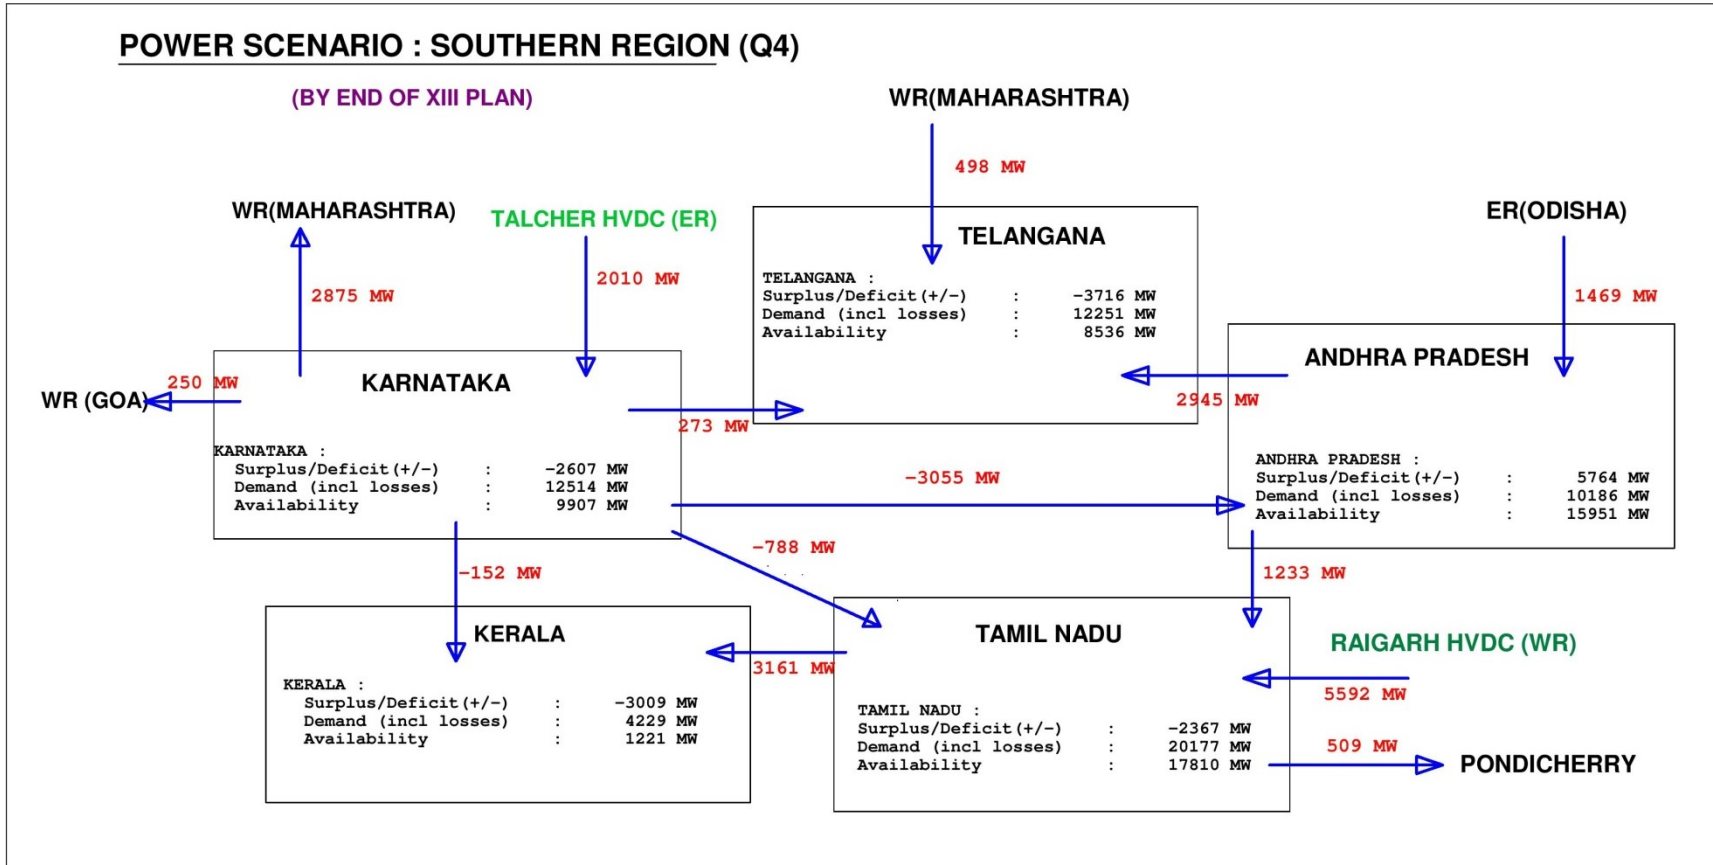 POWER SCENARIO : SOUTHERN REGION (Q4)
(BY END OF XIII PLAN)
WR(MAHARASHTRA)
498 MW
WR(MAHARASHTRA)
TALCHER HVDC (ER)
ER(ODISHA)
2875 MW
2010 MW
1469 MW
TELANGANA
TELANGANA :
Surplus/Deficit(+/-) : -3716 MW
Demand (incl losses) : 12251 MW
Availability : 8536 MW
WR (GOA)
250 MW
KARNATAKA
273 MW
2945 MW
ANDHRA PRADESH
KARNATAKA :
Surplus/Deficit(+/-) : -2607 MW
Demand (incl losses) : 12514 MW
Availability : 9907 MW
-3055 MW
ANDHRA PRADESH :
Surplus/Deficit(+/-) : 5764 MW
Demand (incl losses) : 10186 MW
Availability : 15951 MW
-152 MW
-788 MW
1233 MW
KERALA
KERALA :
Surplus/Deficit(+/-) : -3009 MW
Demand (incl losses) : 4229 MW
Availability : 1221 MW
3161 MW
TAMIL NADU
TAMIL NADU :
Surplus/Deficit(+/-) : -2367 MW
Demand (incl losses) : 20177 MW
Availability : 17810 MW
RAIGARH HVDC (WR)
5592 MW
509 MW
PONDICHERRY